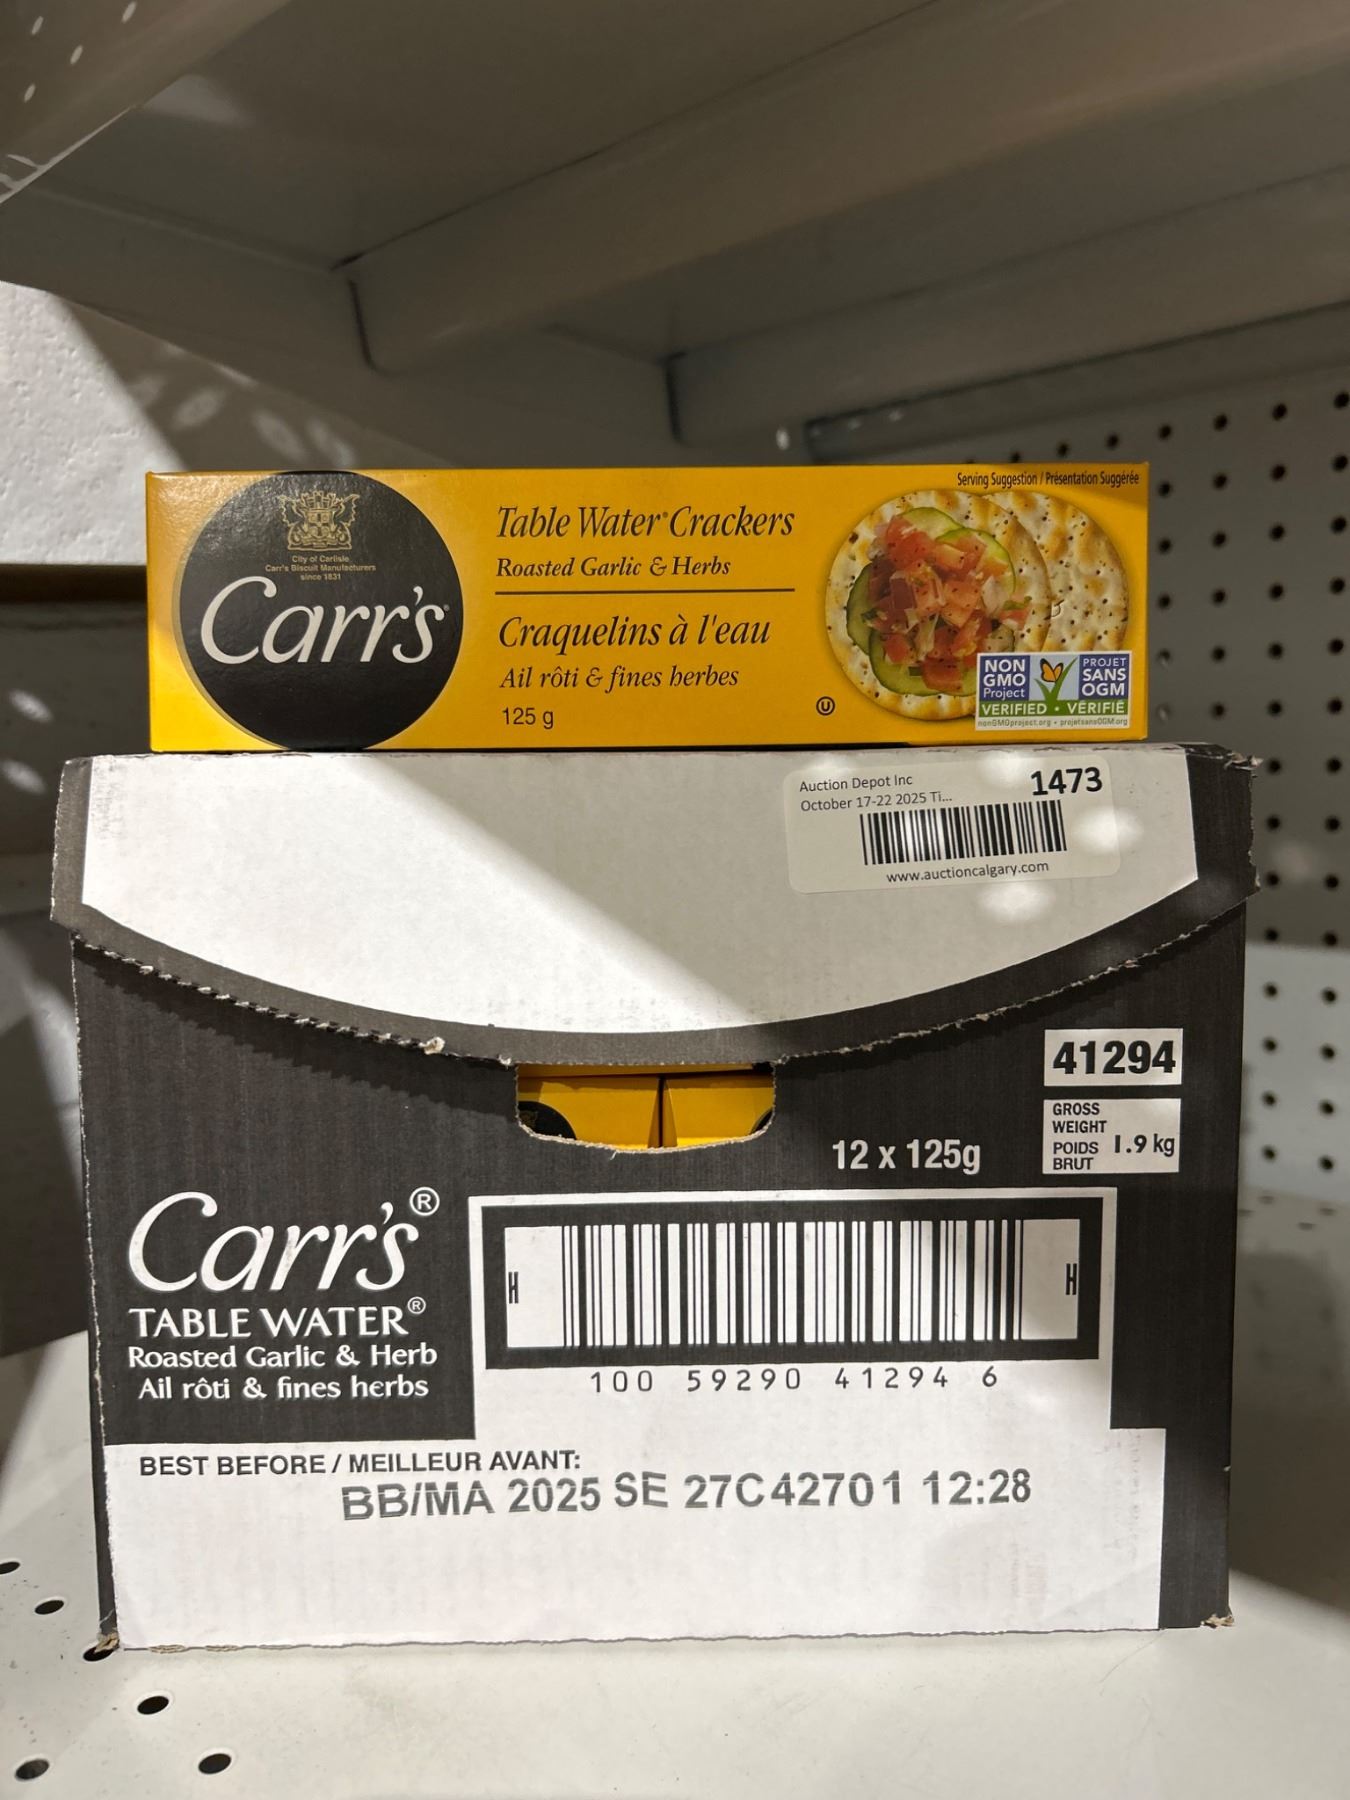 Serving Suggestion / Présentation Suggérée
City of Carlisle
Carr's Biscuit Manufacturers
since 1831
Carr's
Table Water® Crackers
Roasted Garlic & Herbs
Craquelins à l'eau
Ail rôti & fines herbes
125 g
U
NON
GMO
Project
PROJET
SANS
OGM
VERIFIED • VÉRIFIÉ
nonGMOproject.org • projetsansOGM.org
Auction Depot Inc
October 17-22 2025 Ti...
1473
www.auctioncalgary.com
41294
GROSS
WEIGHT
POIDS
BRUT
1.9 kg
12 x 125g
Carr's®
TABLE WATER®
Roasted Garlic & Herb
Ail rôti & fines herbs
H
H
100 59290 41294 6
BEST BEFORE / MEILLEUR AVANT:
BB/MA 2025 SE 27C42701 12:28